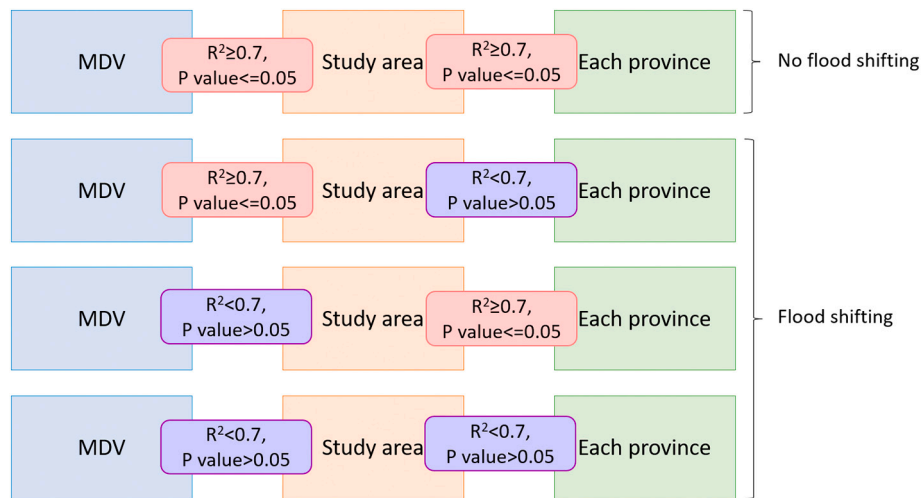 MDV
R²≥0.7,
P value<=0.05
Study area
R²≥0.7,
P value<=0.05
Each province
No flood shifting
MDV
R²≥0.7,
P value<=0.05
Study area
R²<0.7,
P value>0.05
Each province
MDV
R²<0.7,
P value>0.05
Study area
R²≥0.7,
P value<=0.05
Each province
Flood shifting
MDV
R²<0.7,
P value>0.05
Study area
R²<0.7,
P value>0.05
Each province